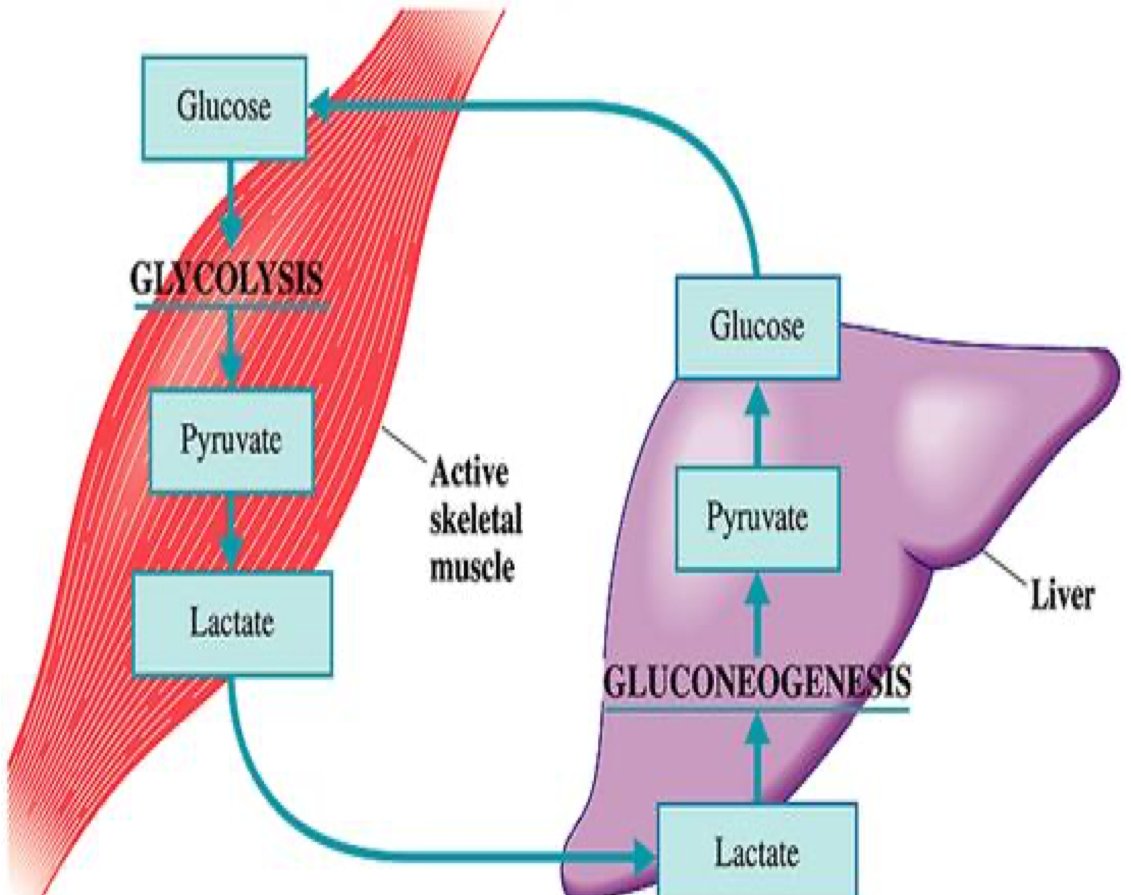 Glucose
GLYCOLYSIS
Pyruvate
Lactate
Active
skeletal
muscle
Glucose
Pyruvate
GLUCONEOGENESIS
Lactate
Liver